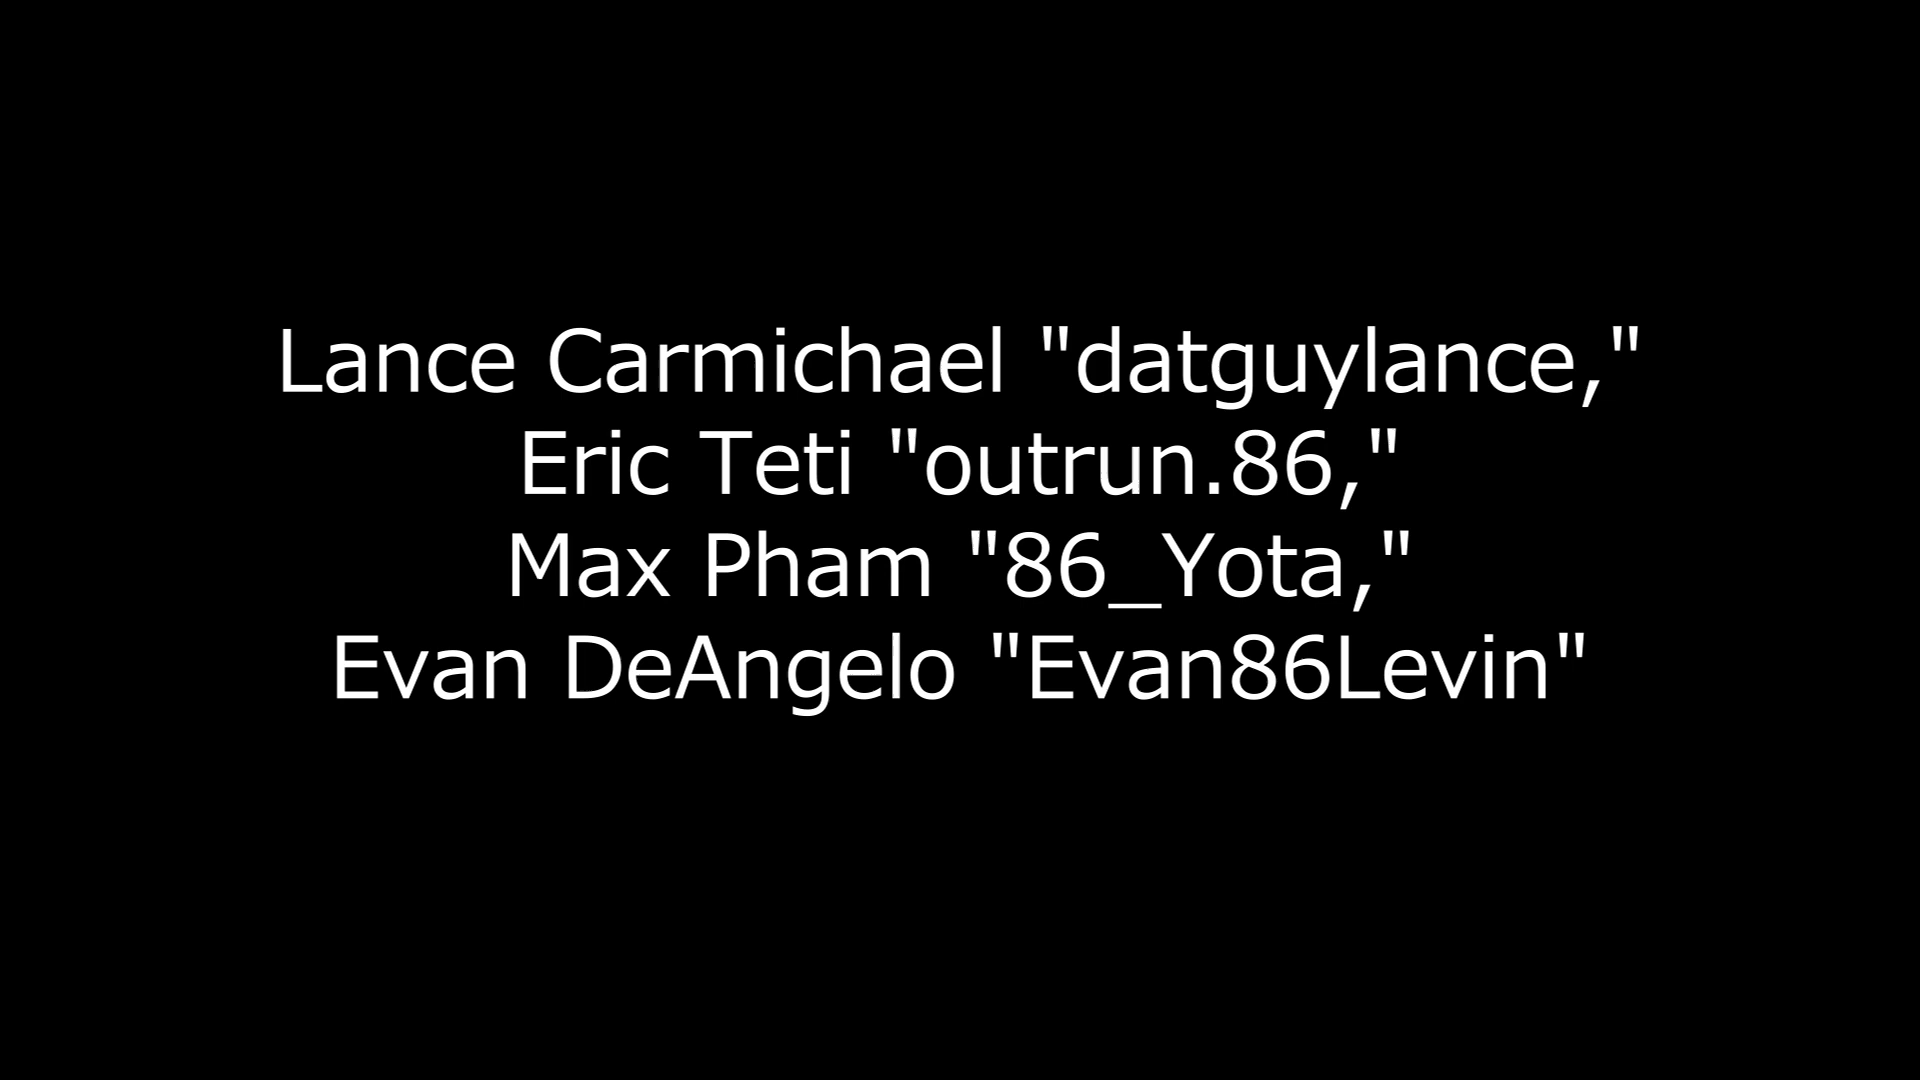 Lance Carmichael "datguylance,"
Eric Teti "outrun.86,"
Max Pham "86_Yota,"
Evan DeAngelo "Evan86Levin"